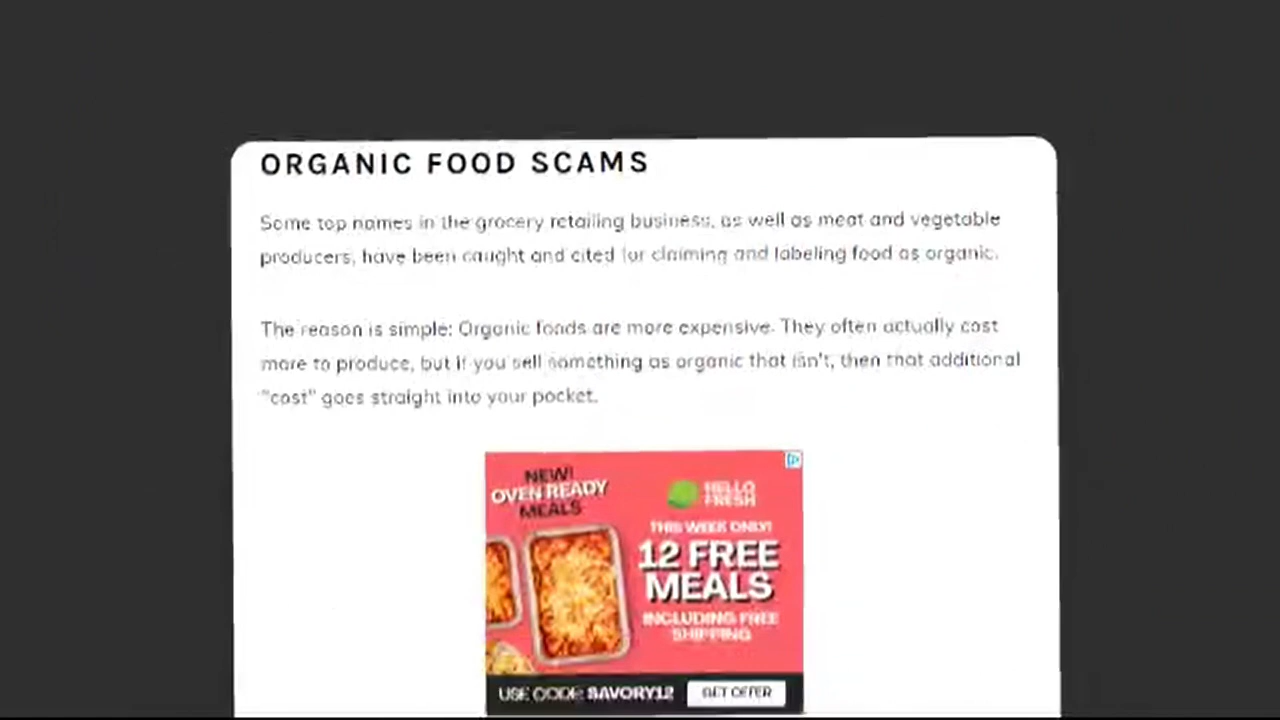 ORGANIC FOOD SCAMS
Some top names in the grocery retailing business, as well as meat and vegetable
producers, have been caught and cited for claiming and labeling food as organic.
The reason is simple: Organic foods are more expensive. They often actually cost
more to produce, but if you sell something as organic that isn't, then that additional
"cost" goes straight into your pocket.
NEW!
OVEN READY
MEALS
HELLO
FRESH
THIS WEEK ONLY!
12 FREE
MEALS
INCLUDING FREE
SHIPPING
USE CODE: SAVORY12
GET OFFER